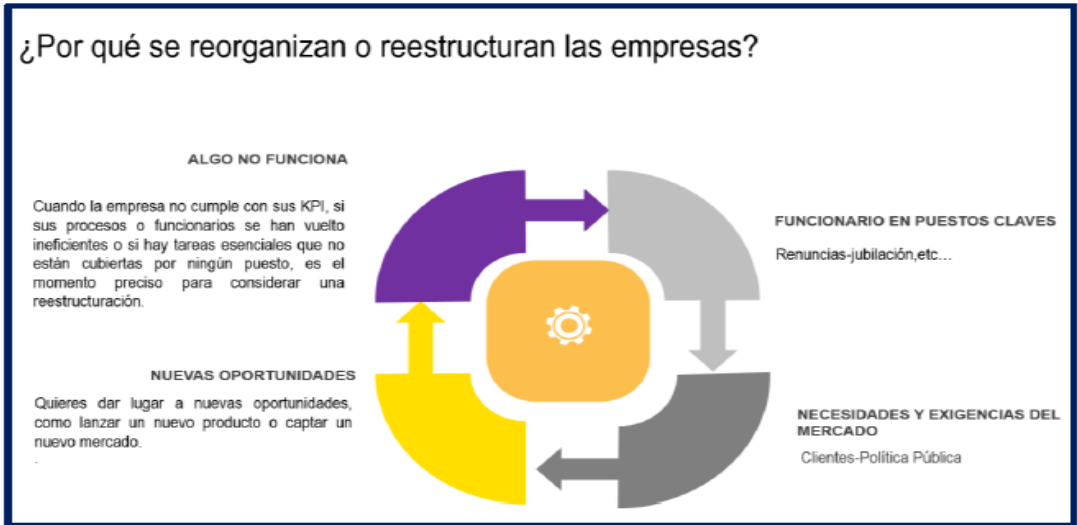 ¿Por qué se reorganizan o reestructuran las empresas?
ALGO NO FUNCIONA
Cuando la empresa no cumple con sus KPI, si
sus procesos o funcionarios se han vuelto
ineficientes o si hay tareas esenciales que no
están cubiertas por ningún puesto, es el
momento preciso para considerar una
reestructuración.
FUNCIONARIO EN PUESTOS CLAVES
Renuncias-jubilación,etc...
NUEVAS OPORTUNIDADES
Quieres dar lugar a nuevas oportunidades,
como lanzar un nuevo producto o captar un
nuevo mercado.
.
NECESIDADES Y EXIGENCIAS DEL
MERCADO
Clientes-Política Pública